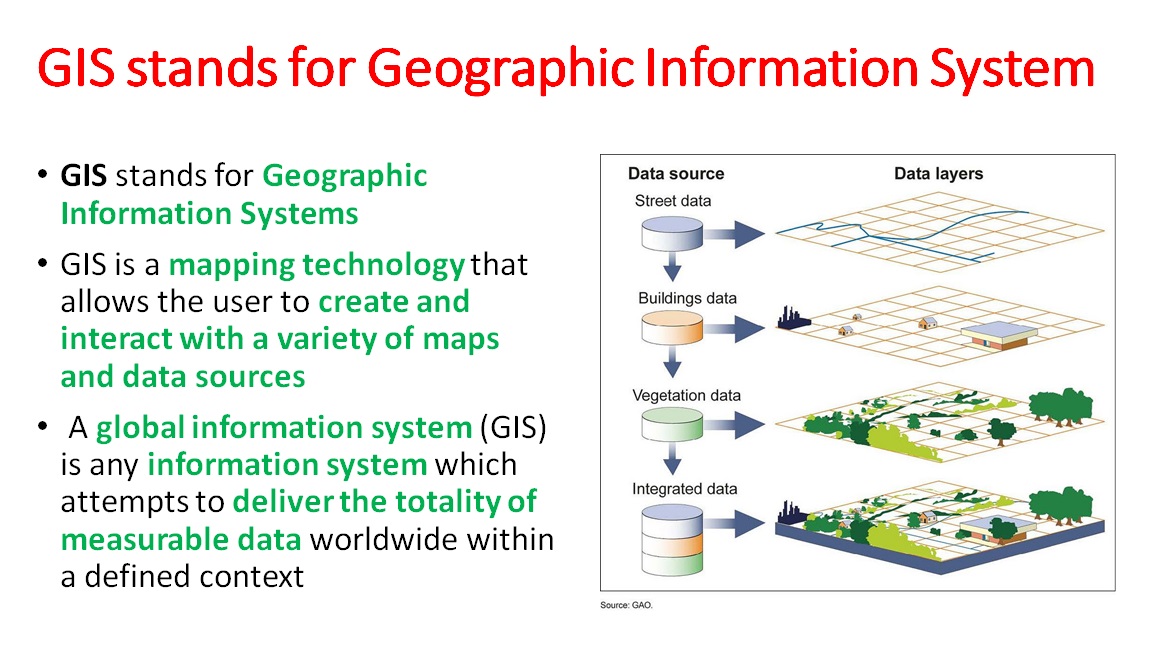 GIS stands for Geographic Information System
• GIS stands for Geographic
Information Systems
• GIS is a mapping technology that
allows the user to create and
interact with a variety of maps
and data sources
• A global information system (GIS)
is any information system which
attempts to deliver the totality of
measurable data worldwide within
a defined context
Data source
Data layers
Street data
Buildings data
Vegetation data
Integrated data
Source: GAO.